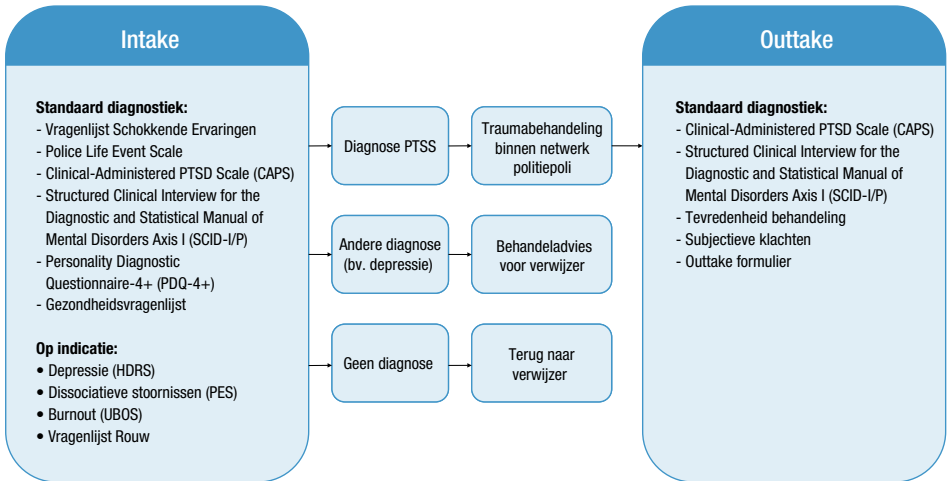 Intake
Standaard diagnostiek:
- Vragenlijst Schokkende Ervaringen
- Police Life Event Scale
- Clinical-Administered PTSD Scale (CAPS)
- Structured Clinical Interview for the
Diagnostic and Statistical Manual of
Mental Disorders Axis I (SCID-I/P)
- Personality Diagnostic
Questionnaire-4+ (PDQ-4+)
- Gezondheidsvragenlijst
Op indicatie:
• Depressie (HDRS)
• Dissociatieve stoornissen (PES)
• Burnout (UBOS)
• Vragenlijst Rouw
Diagnose PTSS
Traumabehandeling
binnen netwerk
politiepoli
Andere diagnose
(bv. depressie)
Behandeladvies
voor verwijzer
Geen diagnose
Terug naar
verwijzer
Outtake
Standaard diagnostiek:
- Clinical-Administered PTSD Scale (CAPS)
- Structured Clinical Interview for the
Diagnostic and Statistical Manual of
Mental Disorders Axis I (SCID-I/P)
- Tevredenheid behandeling
- Subjectieve klachten
- Outtake formulier